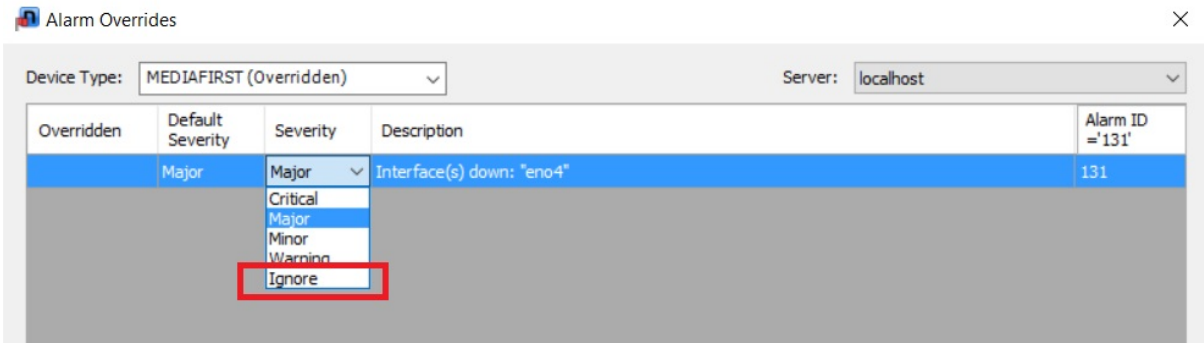 Alarm Overrides
Device Type: MEDIAFIRST (Overridden) Server: localhost
Overridden Default Severity Severity Description Alarm ID ='131'
Major Major Interface(s) down: "eno4" 131
Critical
Major
Minor
Warning
Ignore